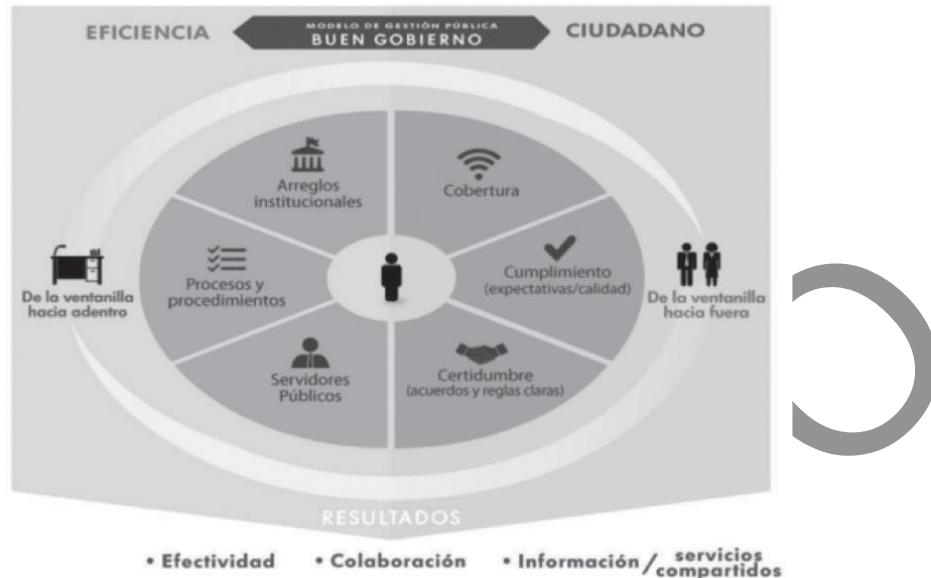 MODELO DE GESTIÓN PÚBLICA
EFICIENCIA
BUEN GOBIERNO
CIUDADANO
Arreglos
institucionales
Cobertura
Procesos y
procedimientos
Cumplimiento
(expectativas/calidad)
De la ventanilla
hacia adentro
De la ventanilla
hacia fuera
Servidores
Públicos
Certidumbre
(acuerdos y reglas claras)
RESULTADOS
• Efectividad
• Colaboración
• Información / servicios
compartidos